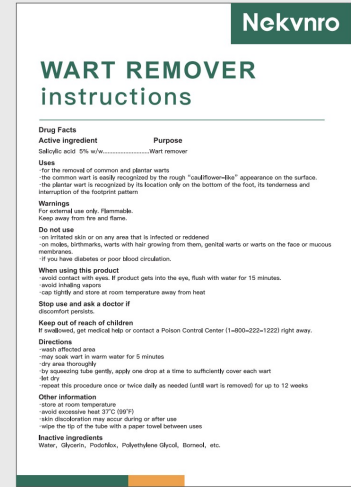 Nekvnro
WART REMOVER
instructions
Drug Facts
Active ingredient Purpose
Salicylic acid 5% w/w........................Wart remover
Uses
·for the removal of common and plantar warts
·the common wart is easily recognized by the rough "cauliflower-like" appearance on the surface.
·the plantar wart is recognized by its location only on the bottom of the foot, its tenderness and
interruption of the footprint pattern
Warnings
For external use only. Flammable.
Keep away from fire and flame.
Do not use
·on irritated skin or on any area that is infected or reddened
·on moles, birthmarks, warts with hair growing from them, genital warts or warts on the face or mucous
membranes.
·if you have diabetes or poor blood circulation.
When using this product
·avoid contact with eyes. If product gets into the eye, flush with water for 15 minutes.
·avoid inhaling vapors
·cap tightly and store at room temperature away from heat
Stop use and ask a doctor if
discomfort persists.
Keep out of reach of children
If swallowed, get medical help or contact a Poison Control Center (1-800-222-1222) right away.
Directions
·wash affected area
·may soak wart in warm water for 5 minutes
·dry area thoroughly
·by squeezing tube gently, apply one drop at a time to sufficiently cover each wart
·let dry
·repeat this procedure once or twice daily as needed (until wart is removed) for up to 12 weeks
Other information
·store at room temperature
·avoid excessive heat 37°C (99°F)
·skin discoloration may occur during or after use
·wipe the tip of the tube with a paper towel between uses
Inactive ingredients
Water, Glycerin, Podofilox, Polyethylene Glycol, Borneol, etc.